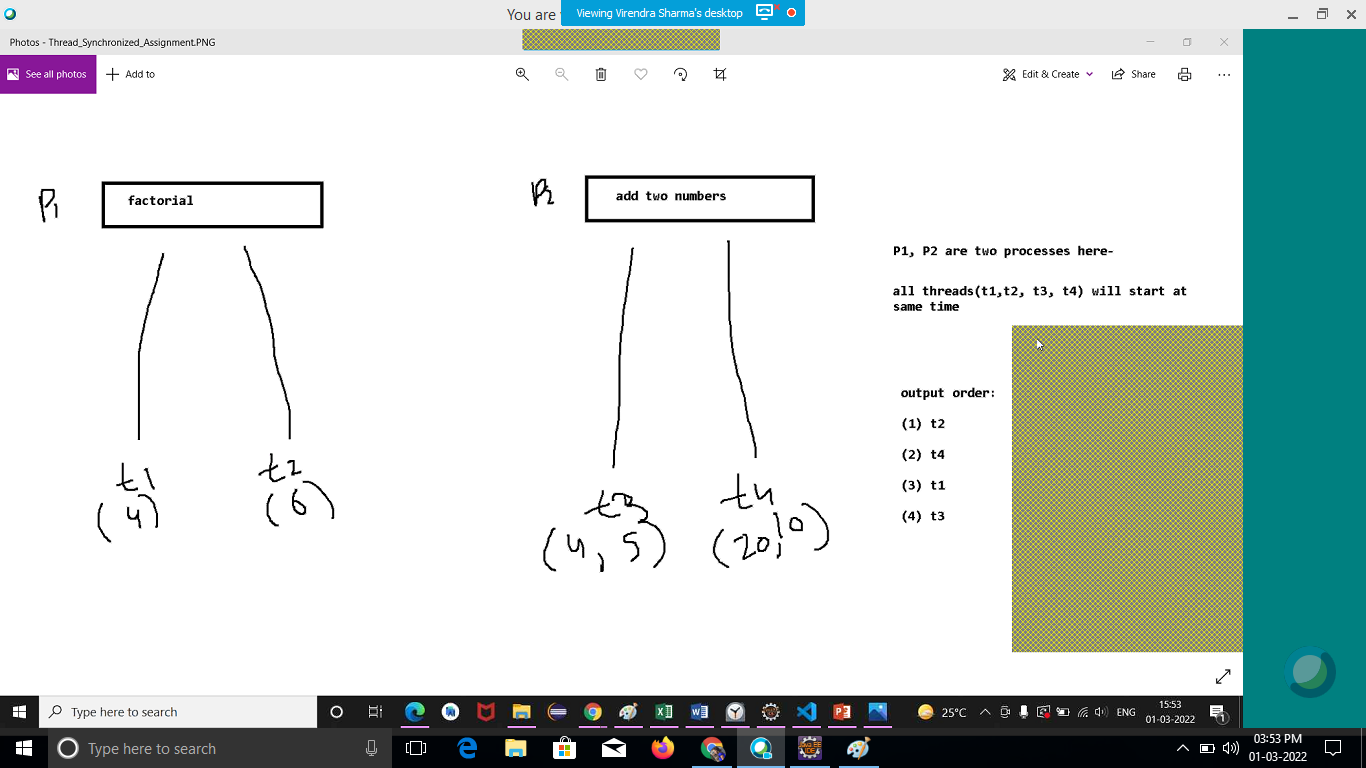 You are
Viewing Virendra Sharma's desktop
Photos - Thread_Synchronized_Assignment.PNG
See all photos
Add to
Edit & Create
Share
P1
factorial
P2
add two numbers
P1, P2 are two processes here-
all threads(t1,t2, t3, t4) will start at
same time
output order:
(1) t2
(2) t4
(3) t1
(4) t3
t1
t2
t3
t4
(4)
(6)
(4, 5)
(20,10)
Type here to search
25°C
ENG
15:53
01-03-2022
1
Type here to search
03:53 PM
01-03-2022